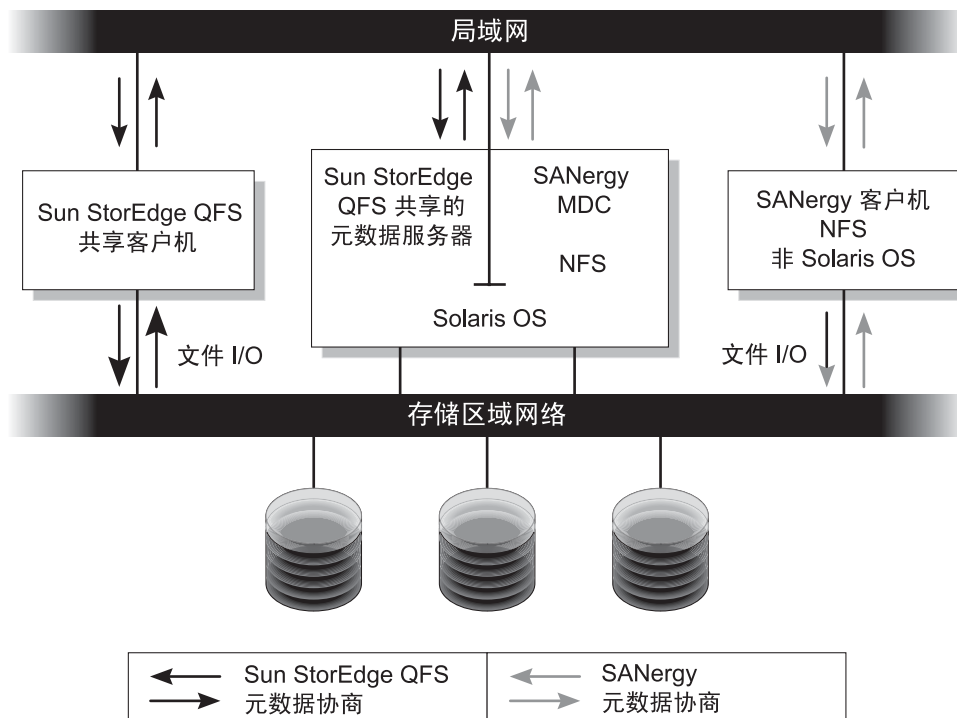 局域网
Sun StorEdge QFS
共享客户机
Sun StorEdge
QFS 共享的
元数据服务器
SANergy
MDC
NFS
Solaris OS
SANergy 客户机
NFS
非 Solaris OS
文件 I/O
文件 I/O
存储区域网络
Sun StorEdge QFS
元数据协商
SANergy
元数据协商